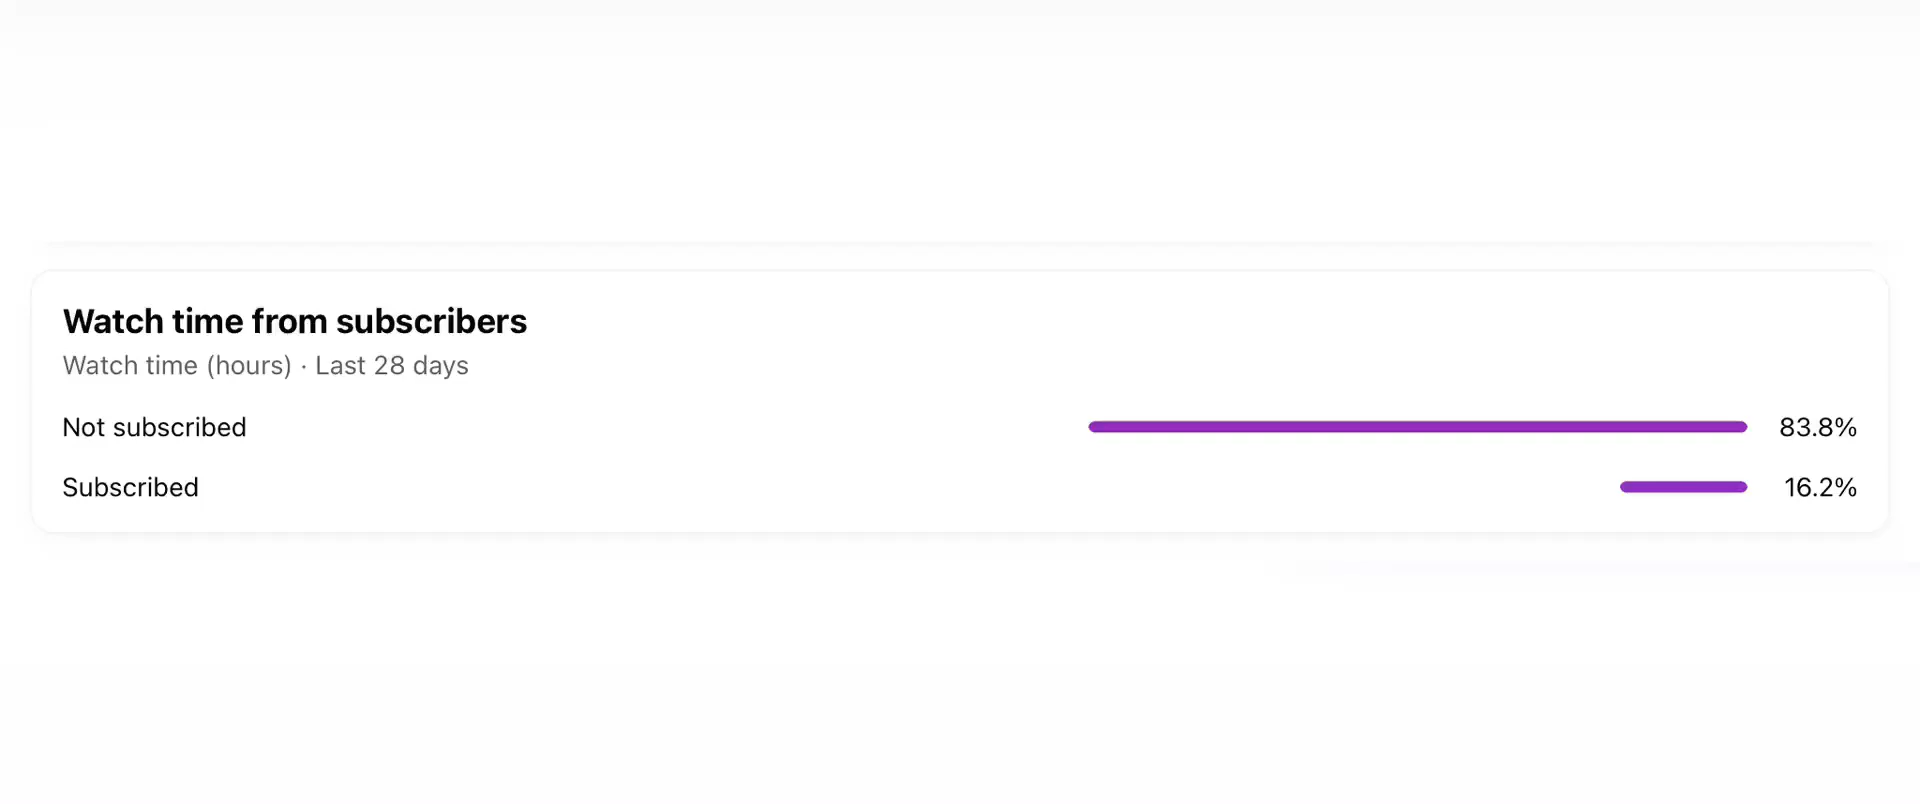 Watch time from subscribers
Watch time (hours) · Last 28 days
Not subscribed 83.8%
Subscribed 16.2%